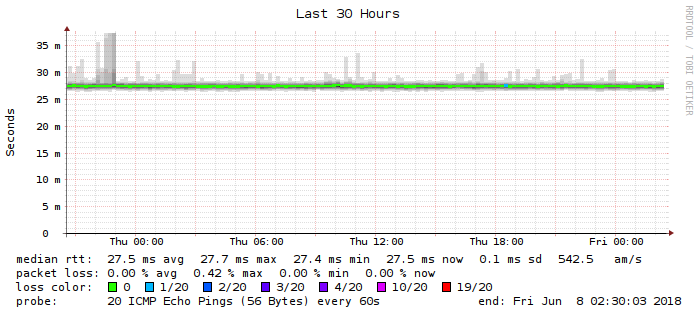 Last 30 Hours
RRDTOOL / TOBI OETIKER
Seconds
35 m
30 m
25 m
20 m
15 m
10 m
5 m
0
Thu 00:00 Thu 06:00 Thu 12:00 Thu 18:00 Fri 00:00
median rtt: 27.5 ms avg 27.7 ms max 27.4 ms min 27.5 ms now 0.1 ms sd 542.5 am/s
packet loss: 0.00 % avg 0.42 % max 0.00 % min 0.00 % now
loss color: 0 1/20 2/20 3/20 4/20 10/20 19/20
probe: 20 ICMP Echo Pings (56 Bytes) every 60s end: Fri Jun 8 02:30:03 2018